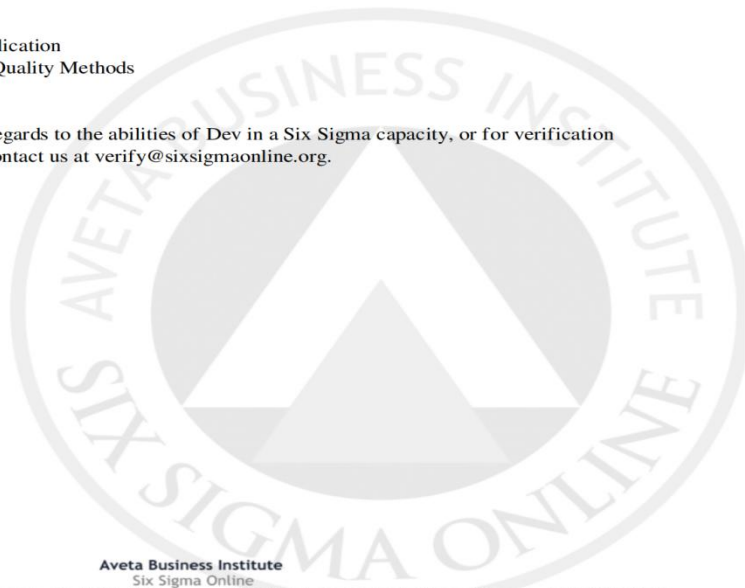 lication
Quality Methods
egards to the abilities of Dev in a Six Sigma capacity, or for verification
ontact us at verify@sixsigmaonline.org.
AVETA BUSINESS INSTITUTE
SIX SIGMA ONLINE
Aveta Business Institute
Six Sigma Online